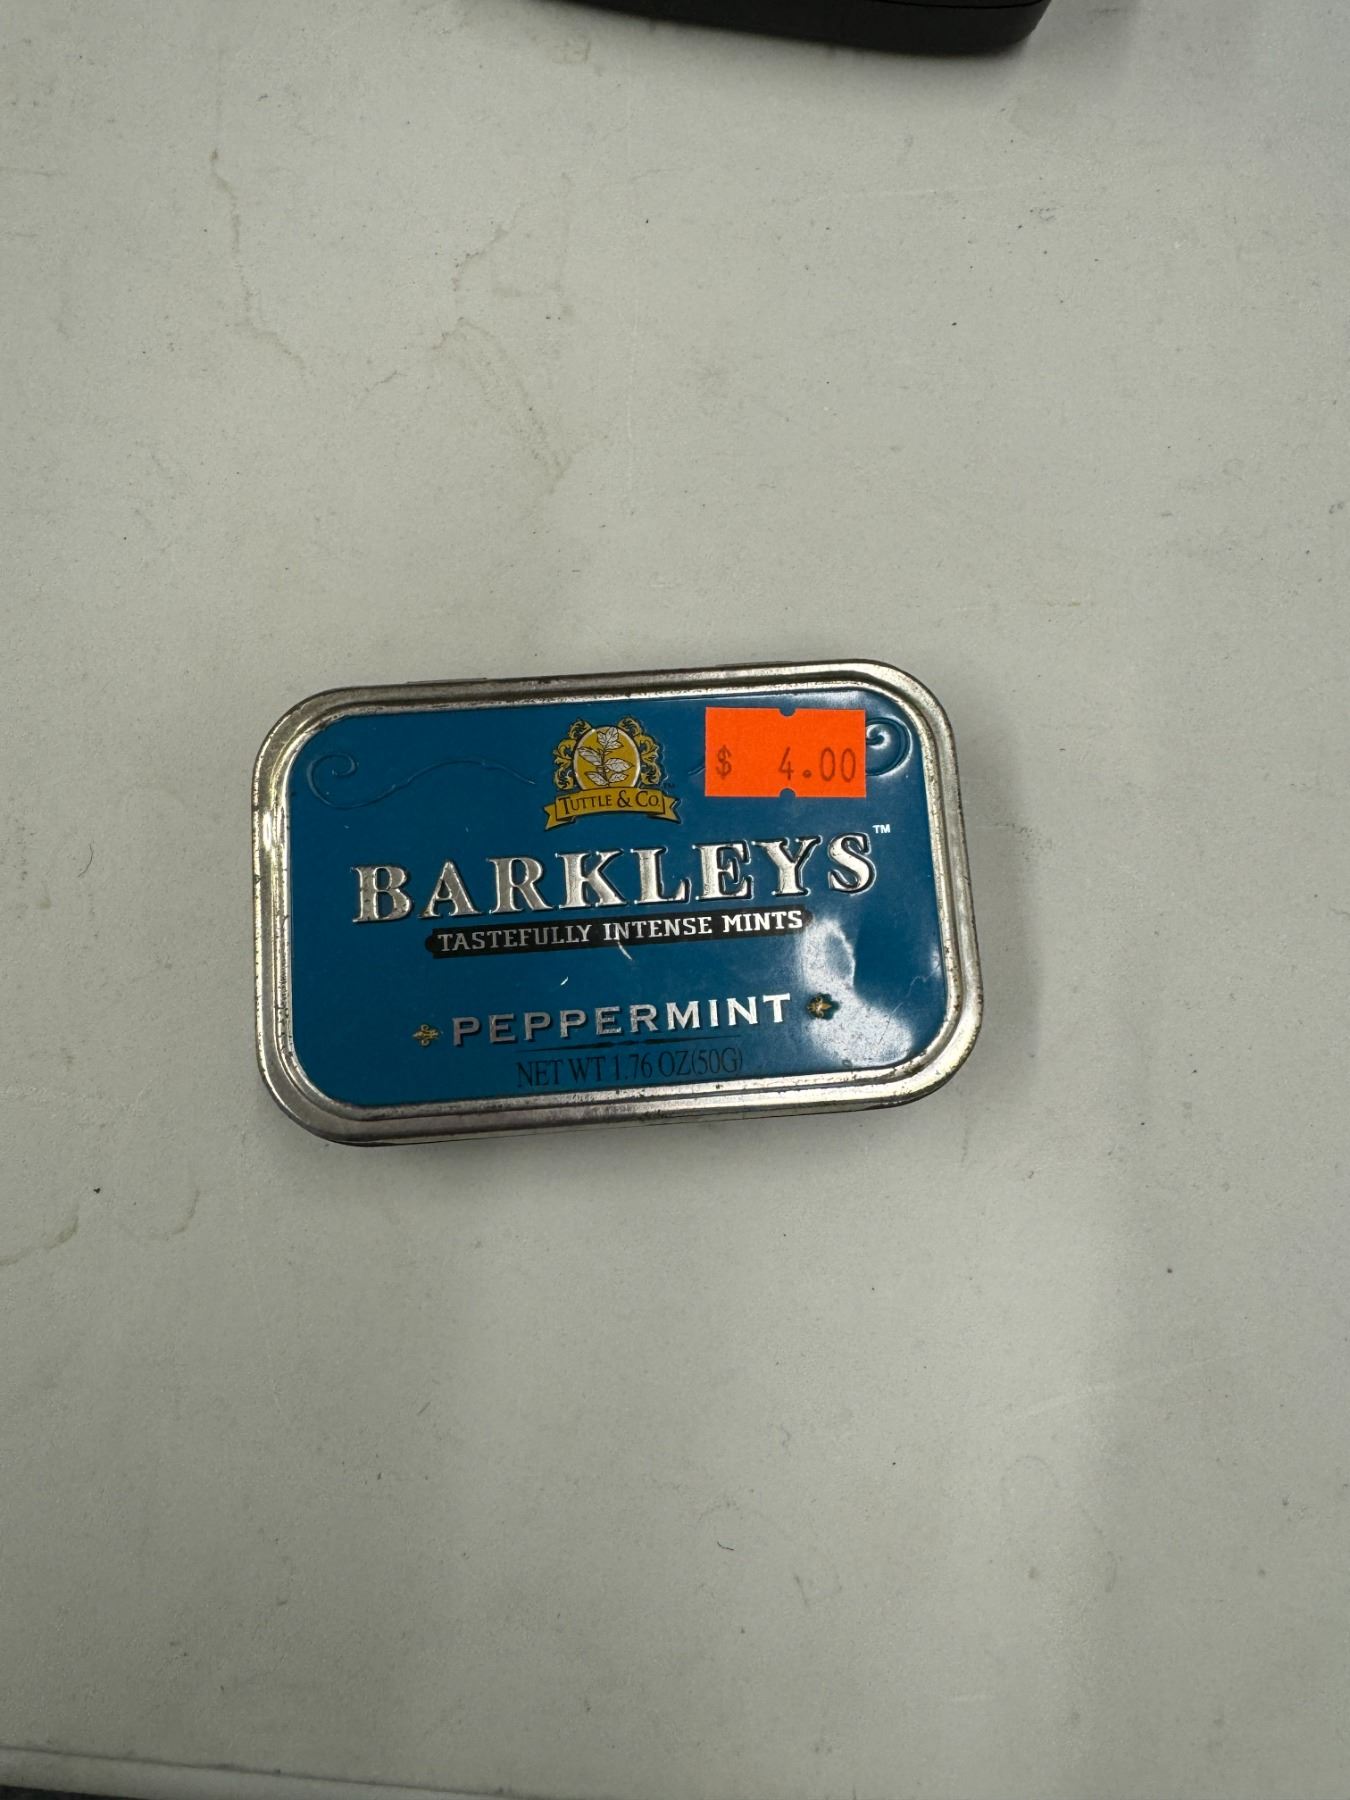 $ 4.00
TUTTLE & CO.
BARKLEYS™
TASTEFULLY INTENSE MINTS
PEPPERMINT
NET WT 1.76 OZ(50G)